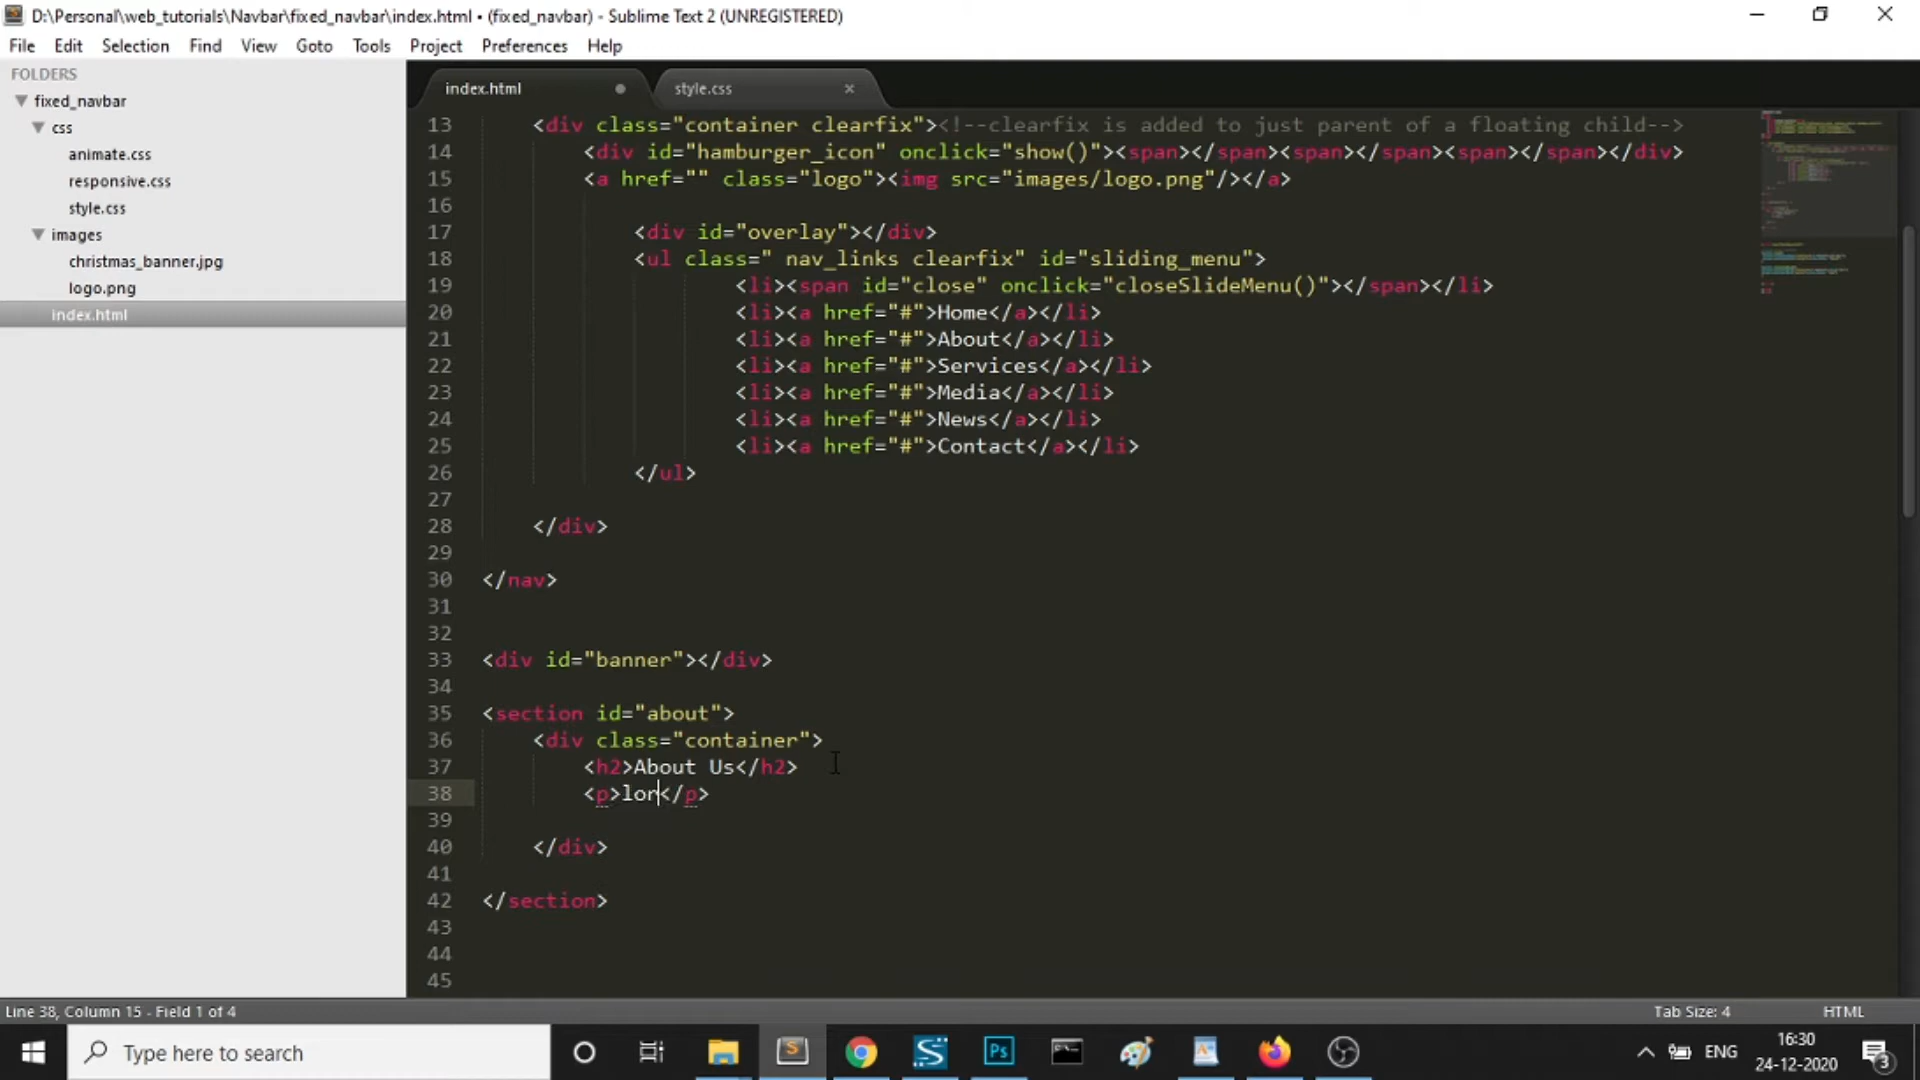 D:\Personal\web_tutorials\Navbar\fixed_navbar\index.html • (fixed_navbar) - Sublime Text 2 (UNREGISTERED)
File Edit Selection Find View Goto Tools Project Preferences Help
FOLDERS
fixed_navbar
css
animate.css
responsive.css
style.css
images
christmas_banner.jpg
logo.png
index.html
index.html style.css
13 <div class="container clearfix"><!--clearfix is added to just parent of a floating child-->
14 <div id="hamburger_icon" onclick="show()"><span></span><span></span><span></span></div>
15 <a href="" class="logo"><img src="images/logo.png"/></a>
16
17 <div id="overlay"></div>
18 <ul class=" nav_links clearfix" id="sliding_menu">
19 <li><span id="close" onclick="closeSlideMenu()"></span></li>
20 <li><a href="#">Home</a></li>
21 <li><a href="#">About</a></li>
22 <li><a href="#">Services</a></li>
23 <li><a href="#">Media</a></li>
24 <li><a href="#">News</a></li>
25 <li><a href="#">Contact</a></li>
26 </ul>
27
28 </div>
29
30 </nav>
31
32
33 <div id="banner"></div>
34
35 <section id="about">
36 <div class="container">
37 <h2>About Us</h2>
38 <p>lor</p>
39
40 </div>
41
42 </section>
43
44
45
Line 38, Column 15 - Field 1 of 4 Tab Size: 4 HTML
Type here to search
ENG
16:30
24-12-2020
3